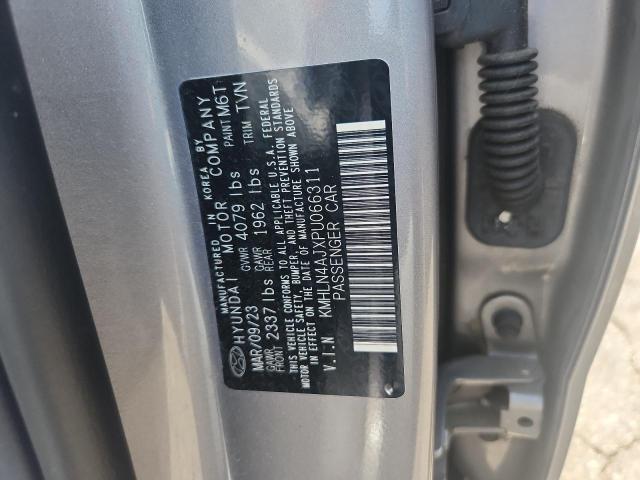 MANUFACTURED IN KOREA BY
HYUNDAI MOTOR COMPANY
MAR/09/23 GVWR 4079 lbs PAINT M6T
GAWR FRONT 2337 lbs GAWR REAR 1962 lbs TRIM TVN
THIS VEHICLE CONFORMS TO ALL APPLICABLE U.S.A. FEDERAL
MOTOR VEHICLE SAFETY, BUMPER, AND THEFT PREVENTION STANDARDS
IN EFFECT ON THE DATE OF MANUFACTURE SHOWN ABOVE
V.I.N KMHLN4AJXPU066311
PASSENGER CAR